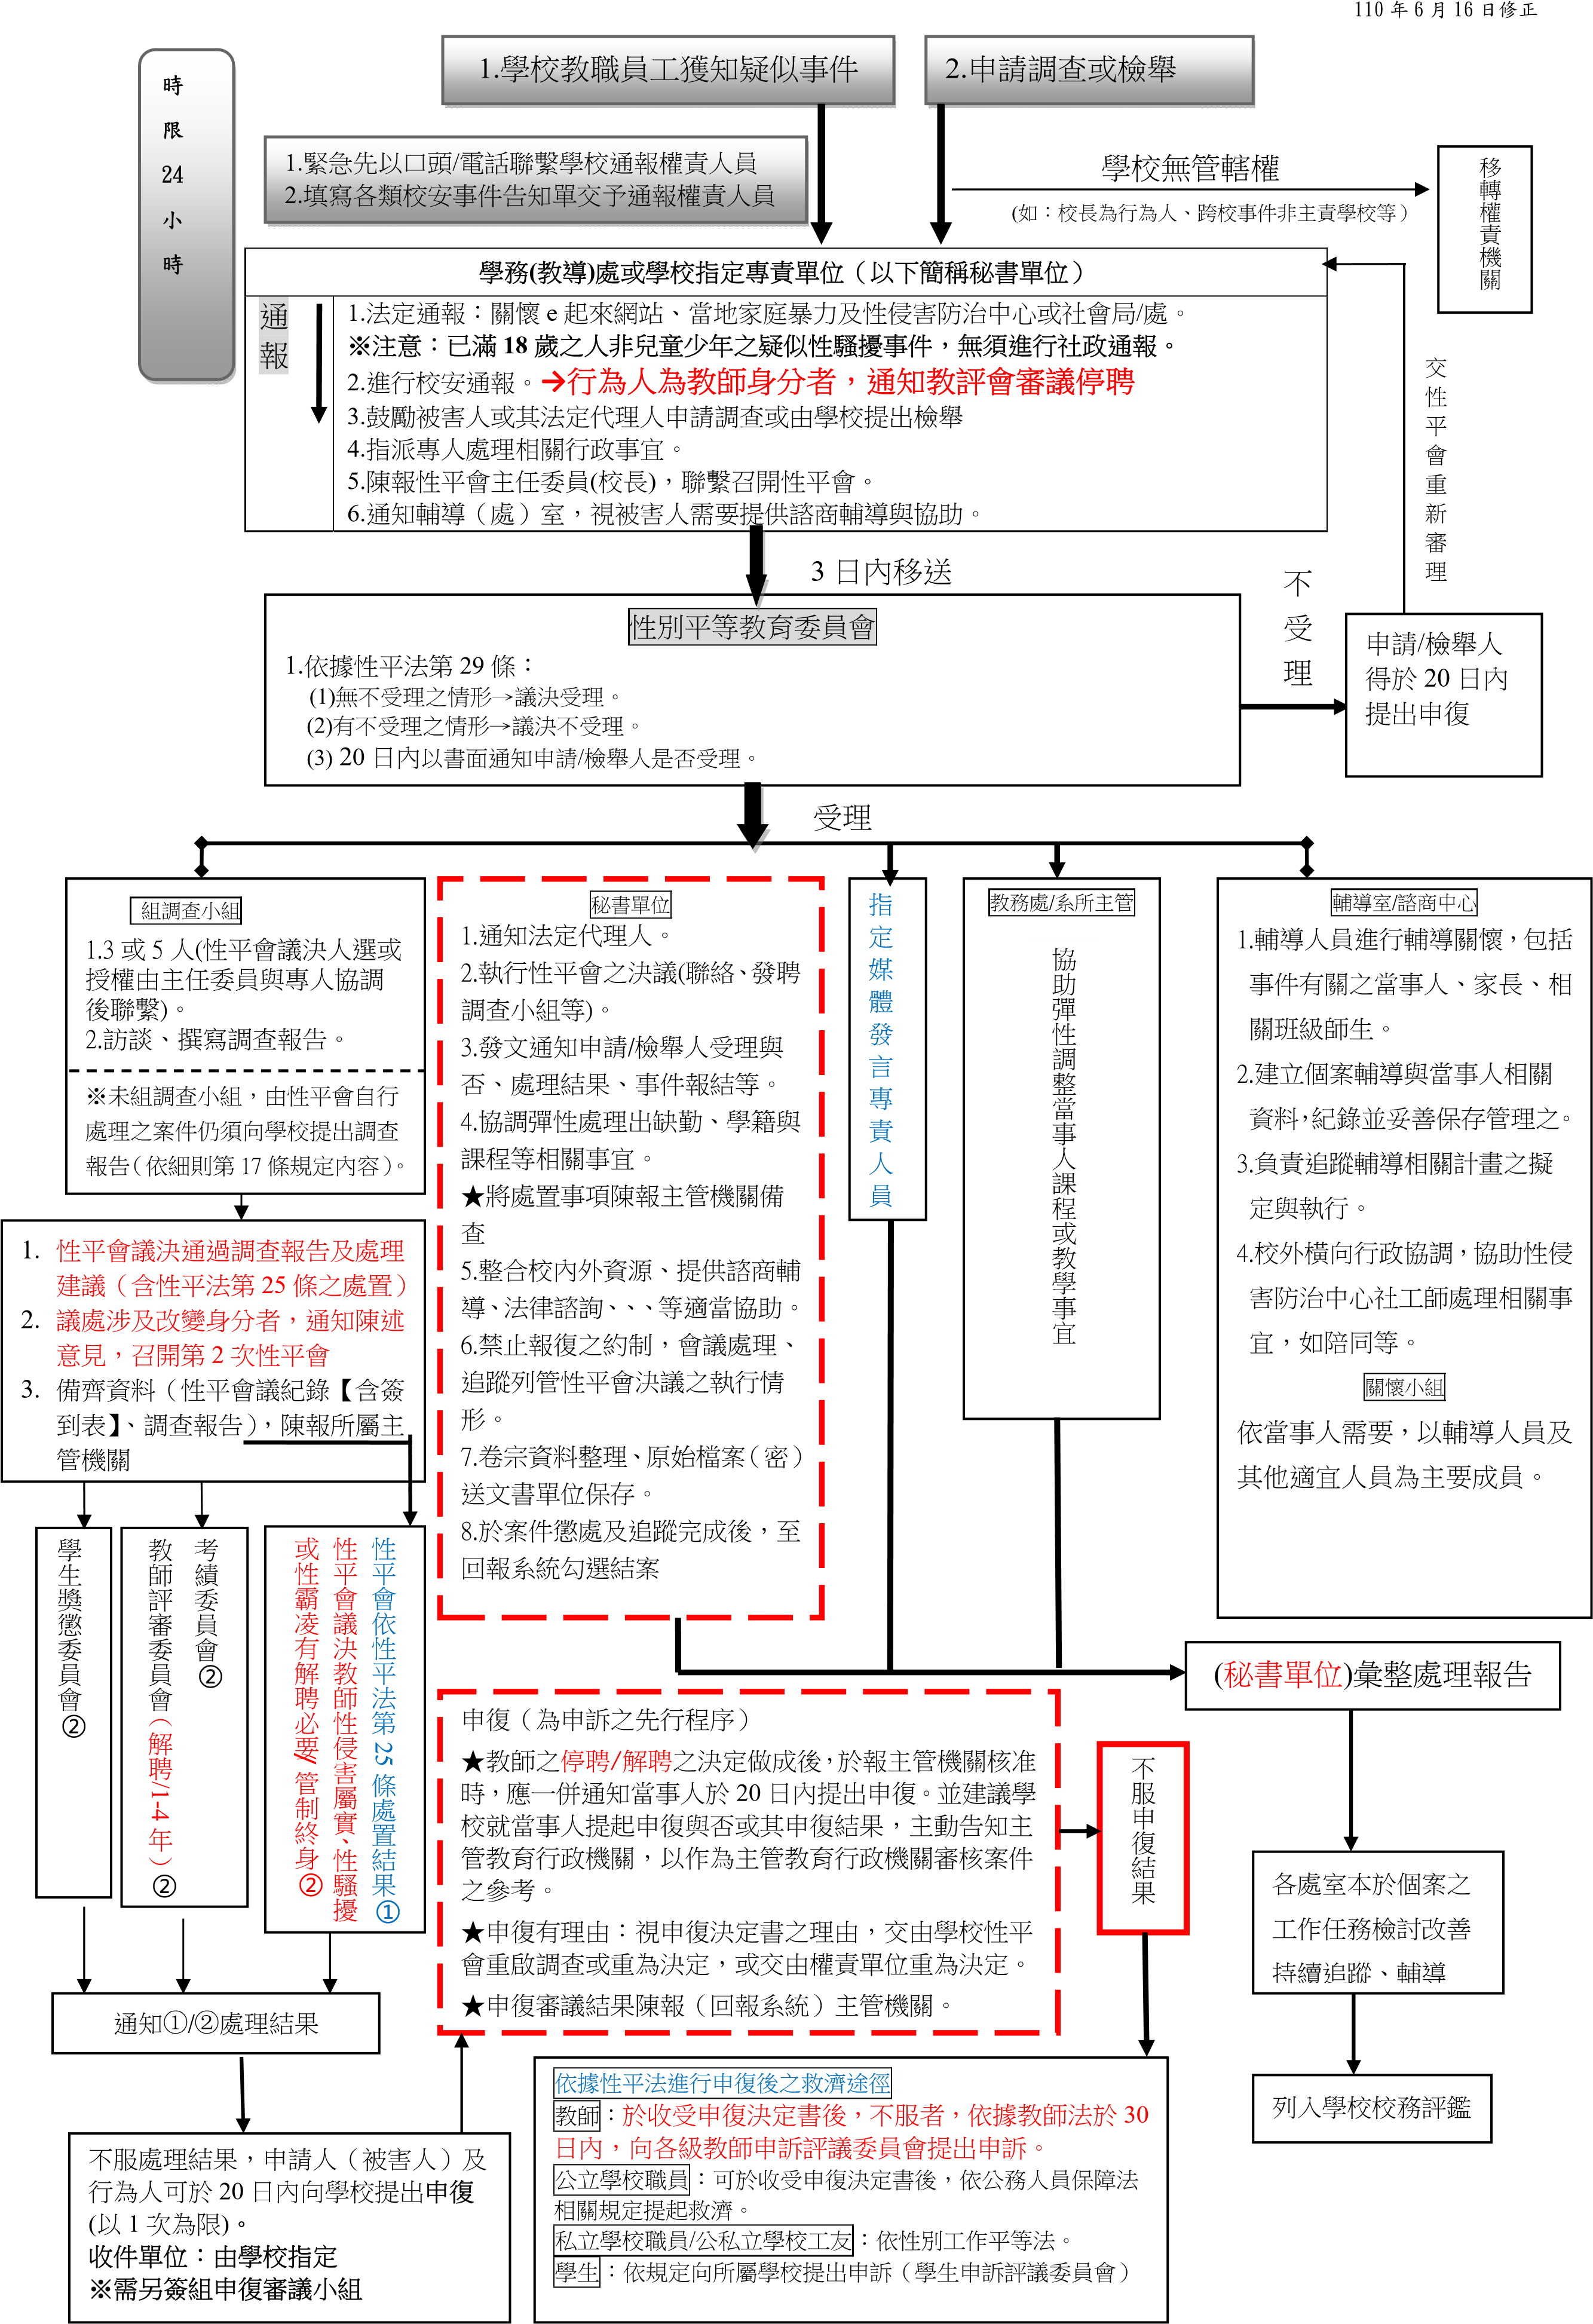 110 年 6 月 16 日修正
時
限
24
小
時
1.學校教職員工獲知疑似事件
2.申請調查或檢舉
1.緊急先以口頭/電話聯繫學校通報權責人員
2.填寫各類校安事件告知單交予通報權責人員
學校無管轄權
(如：校長為行為人、跨校事件非主責學校等）
移轉權責機關
學務(教導)處或學校指定專責單位（以下簡稱秘書單位）
通報
1.法定通報：關懷 e 起來網站、當地家庭暴力及性侵害防治中心或社會局/處。
※注意：已滿 18 歲之人非兒童少年之疑似性騷擾事件，無須進行社政通報。
2.進行校安通報。→行為人為教師身分者，通知教評會審議停聘
3.鼓勵被害人或其法定代理人申請調查或由學校提出檢舉
4.指派專人處理相關行政事宜。
5.陳報性平會主任委員(校長)，聯繫召開性平會。
6.通知輔導（處）室，視被害人需要提供諮商輔導與協助。
交性平會重新審理
3 日內移送
性別平等教育委員會
1.依據性平法第 29 條：
(1)無不受理之情形→議決受理。
(2)有不受理之情形→議決不受理。
(3) 20 日內以書面通知申請/檢舉人是否受理。
不受理
申請/檢舉人
得於 20 日內
提出申復
受理
組調查小組
1.3 或 5 人(性平會議決人選或
授權由主任委員與專人協調
後聯繫)。
2.訪談、撰寫調查報告。
※未組調查小組，由性平會自行
處理之案件仍須向學校提出調查
報告（依細則第 17 條規定內容）。
秘書單位
1.通知法定代理人。
2.執行性平會之決議(聯絡、發聘
調查小組等)。
3.發文通知申請/檢舉人受理與
否、處理結果、事件報結等。
4.協調彈性處理出缺勤、學籍與
課程等相關事宜。
★將處置事項陳報主管機關備
查
5.整合校內外資源、提供諮商輔
導、法律諮詢、、、等適當協助。
6.禁止報復之約制，會議處理、
追蹤列管性平會決議之執行情
形。
7.卷宗資料整理、原始檔案（密）
送文書單位保存。
8.於案件懲處及追蹤完成後，至
回報系統勾選結案
指定媒體發言專責人員
教務處/系所主管
協助彈性調整當事人課程或教學事宜
輔導室/諮商中心
1.輔導人員進行輔導關懷，包括
事件有關之當事人、家長、相
關班級師生。
2.建立個案輔導與當事人相關
資料，紀錄並妥善保存管理之。
3.負責追蹤輔導相關計畫之擬
定與執行。
4.校外橫向行政協調，協助性侵
害防治中心社工師處理相關事
宜，如陪同等。
關懷小組
依當事人需要，以輔導人員及
其他適宜人員為主要成員。
1. 性平會議決通過調查報告及處理
建議（含性平法第 25 條之處置）
2. 議處涉及改變身分者，通知陳述
意見，召開第 2 次性平會
3. 備齊資料（性平會議紀錄【含簽
到表】、調查報告），陳報所屬主
管機關
學生獎懲委員會②
考績委員會②
教師評審委員會（解聘/1-4 年）②
性平會依性平法第 25 條處置結果①
性平會議決教師性侵害屬實、性騷擾
或性霸凌有解聘必要/管制終身②
通知①/②處理結果
不服處理結果，申請人（被害人）及
行為人可於 20 日內向學校提出申復
(以 1 次為限)。
收件單位：由學校指定
※需另簽組申復審議小組
申復（為申訴之先行程序）
★教師之停聘/解聘之決定做成後，於報主管機關核准
時，應一併通知當事人於 20 日內提出申復。並建議學
校就當事人提起申復與否或其申復結果，主動告知主
管教育行政機關，以作為主管教育行政機關審核案件
之參考。
★申復有理由：視申復決定書之理由，交由學校性平
會重啟調查或重為決定，或交由權責單位重為決定。
★申復審議結果陳報（回報系統）主管機關。
不服申復結果
依據性平法進行申復後之救濟途徑
教師：於收受申復決定書後，不服者，依據教師法於 30
日內，向各級教師申訴評議委員會提出申訴。
公立學校職員：可於收受申復決定書後，依公務人員保障法
相關規定提起救濟。
私立學校職員/公私立學校工友：依性別工作平等法。
學生：依規定向所屬學校提出申訴（學生申訴評議委員會）
(秘書單位)彙整處理報告
各處室本於個案之
工作任務檢討改善
持續追蹤、輔導
列入學校校務評鑑